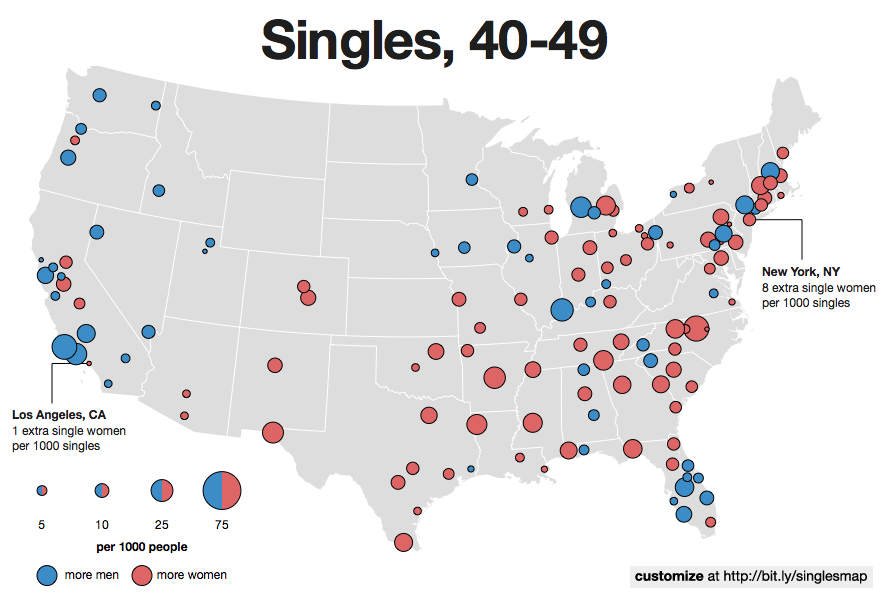 Singles, 40-49
New York, NY
8 extra single women
per 1000 singles
Los Angeles, CA
1 extra single women
per 1000 singles
5 10 25 75
per 1000 people
more men more women
customize at http://bit.ly/singlesmap